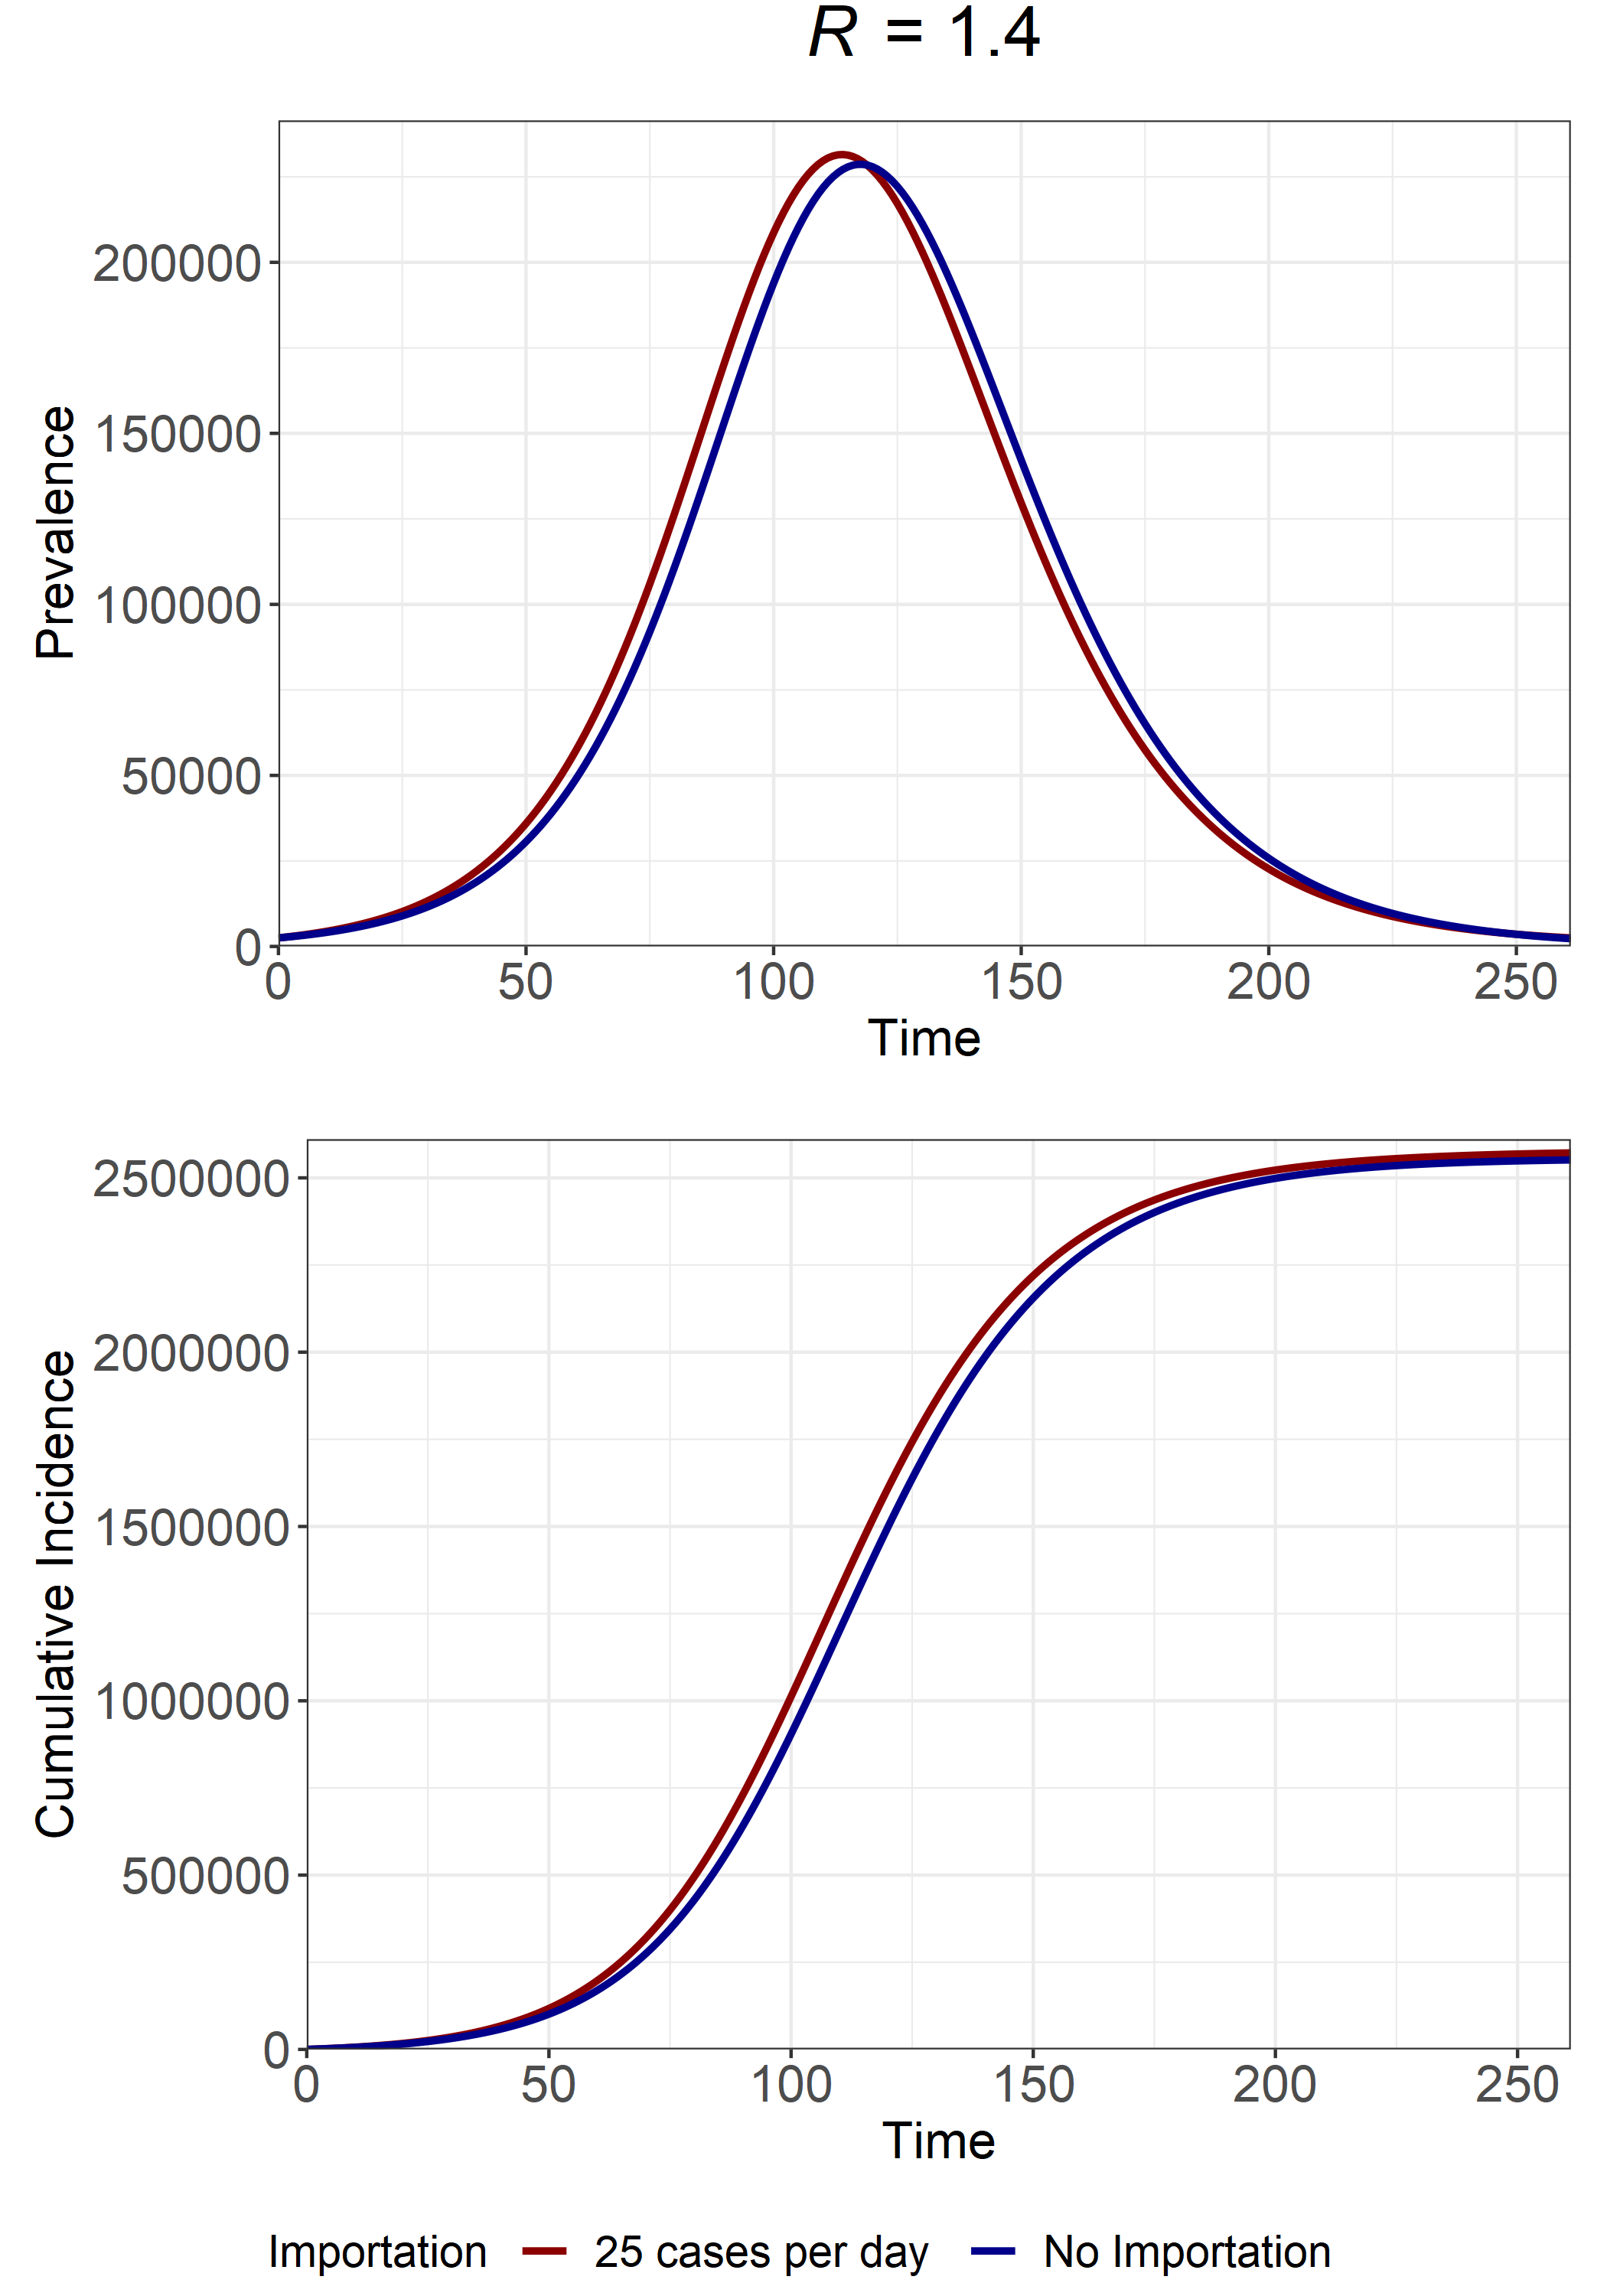 R = 1.4
200000
150000
100000
50000
0
Prevalence
0 50 100 150 200 250
Time
2500000
2000000
1500000
1000000
500000
0
Cumulative Incidence
0 50 100 150 200 250
Time
Importation 25 cases per day No Importation